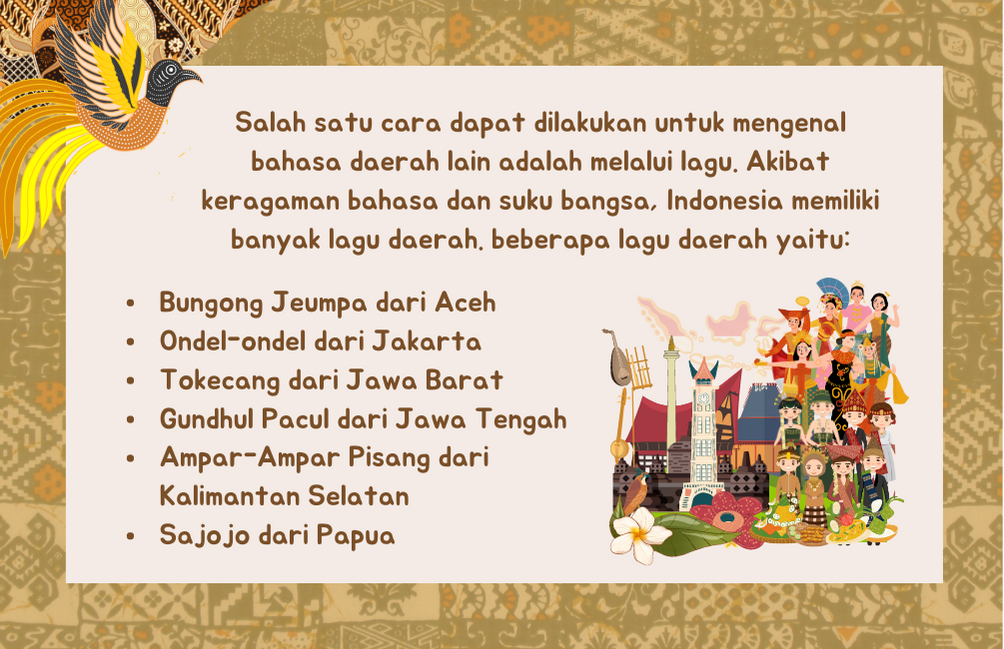 Salah satu cara dapat dilakukan untuk mengenal
bahasa daerah lain adalah melalui lagu. Akibat
keragaman bahasa dan suku bangsa, Indonesia memiliki
banyak lagu daerah. beberapa lagu daerah yaitu:
• Bungong Jeumpa dari Aceh
• Ondel-ondel dari Jakarta
• Tokecang dari Jawa Barat
• Gundhul Pacul dari Jawa Tengah
• Ampar-Ampar Pisang dari
Kalimantan Selatan
• Sajojo dari Papua